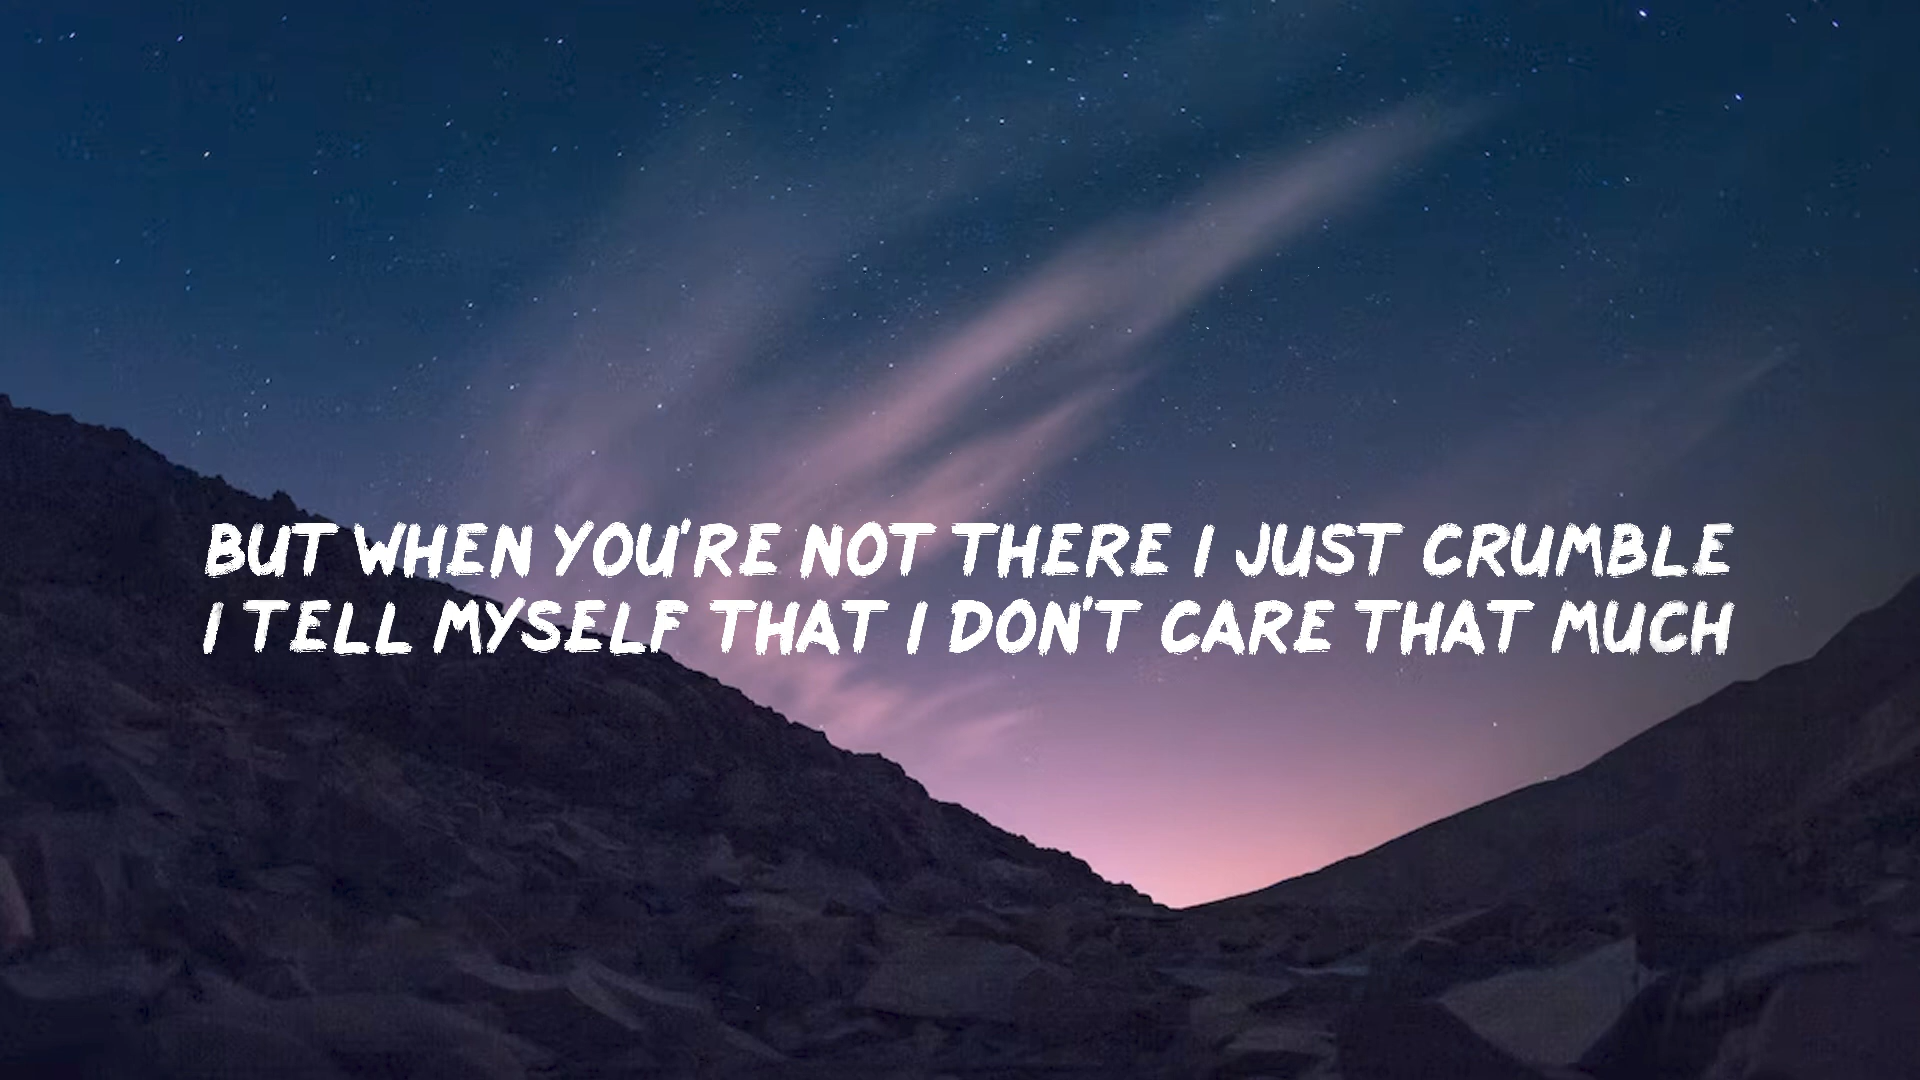 BUT WHEN YOU'RE NOT THERE I JUST CRUMBLE
I TELL MYSELF THAT I DON'T CARE THAT MUCH